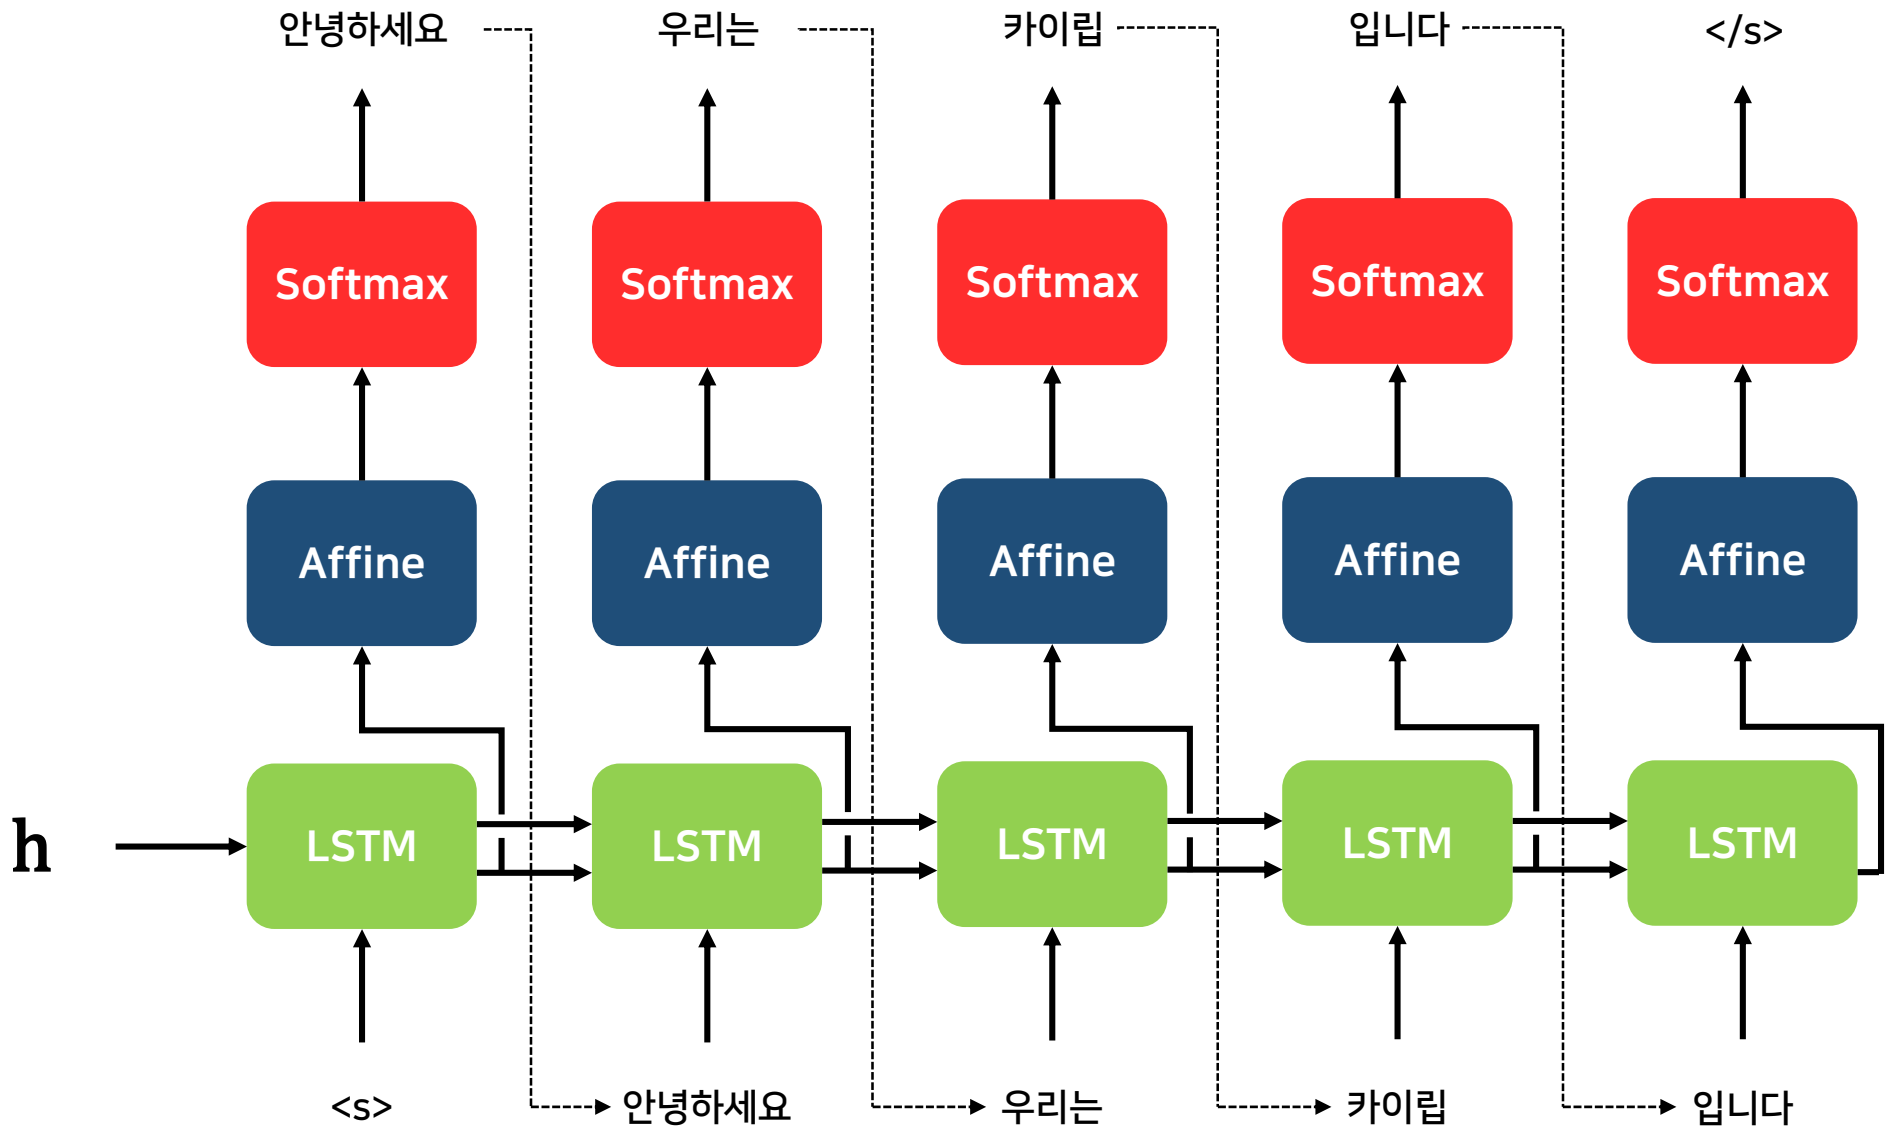 안녕하세요 우리는 카이립 입니다 </s>
Softmax Softmax Softmax Softmax Softmax
Affine Affine Affine Affine Affine
h LSTM LSTM LSTM LSTM LSTM
<s> 안녕하세요 우리는 카이립 입니다